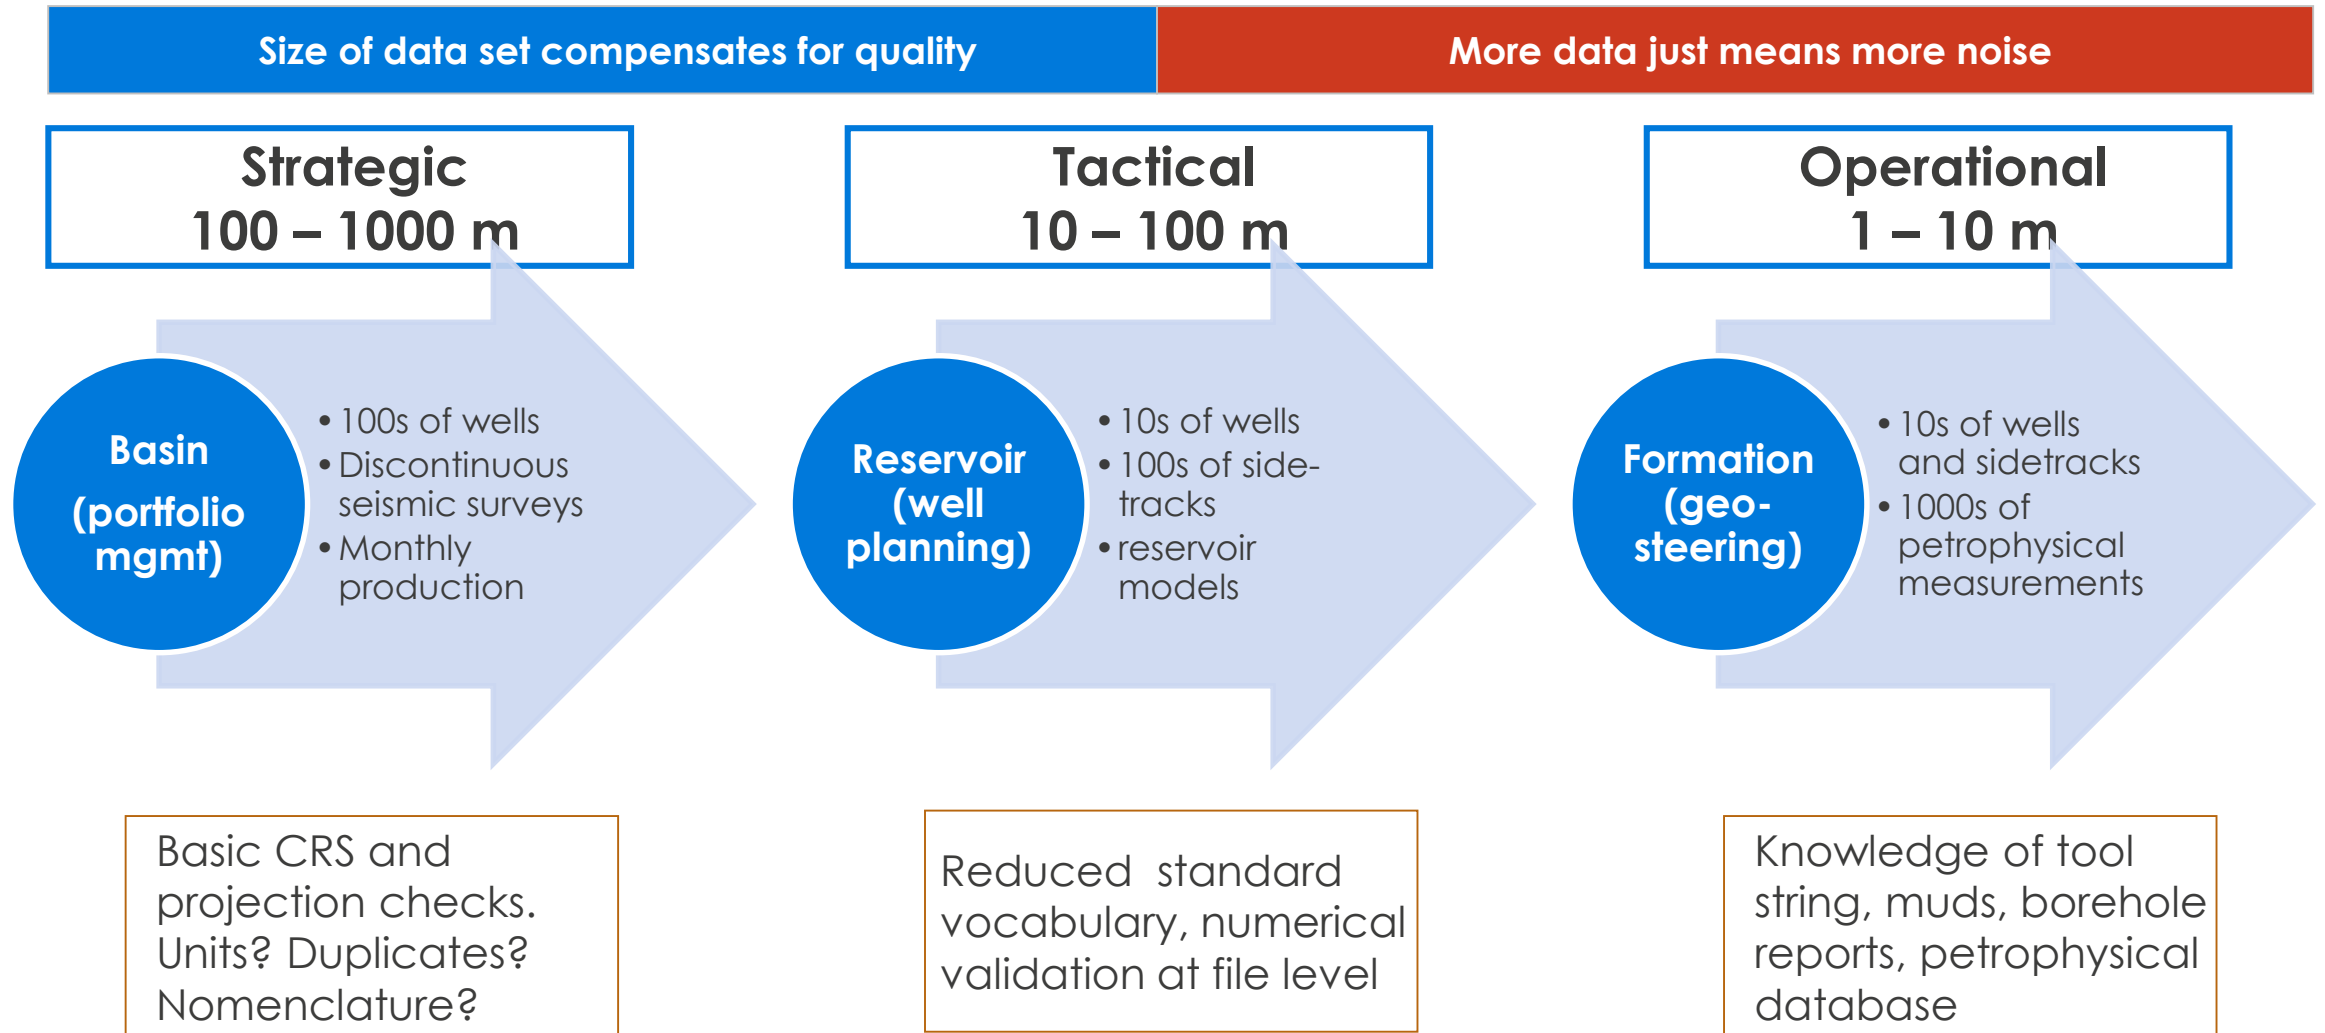 Size of data set compensates for quality
More data just means more noise
Strategic
100 – 1000 m
Tactical
10 – 100 m
Operational
1 – 10 m
Basin
(portfolio
mgmt)
• 100s of wells
• Discontinuous
seismic surveys
• Monthly
production
Reservoir
(well
planning)
• 10s of wells
• 100s of side-
tracks
• reservoir
models
Formation
(geo-
steering)
• 10s of wells
and sidetracks
• 1000s of
petrophysical
measurements
Basic CRS and
projection checks.
Units? Duplicates?
Nomenclature?
Reduced standard
vocabulary, numerical
validation at file level
Knowledge of tool
string, muds, borehole
reports, petrophysical
database